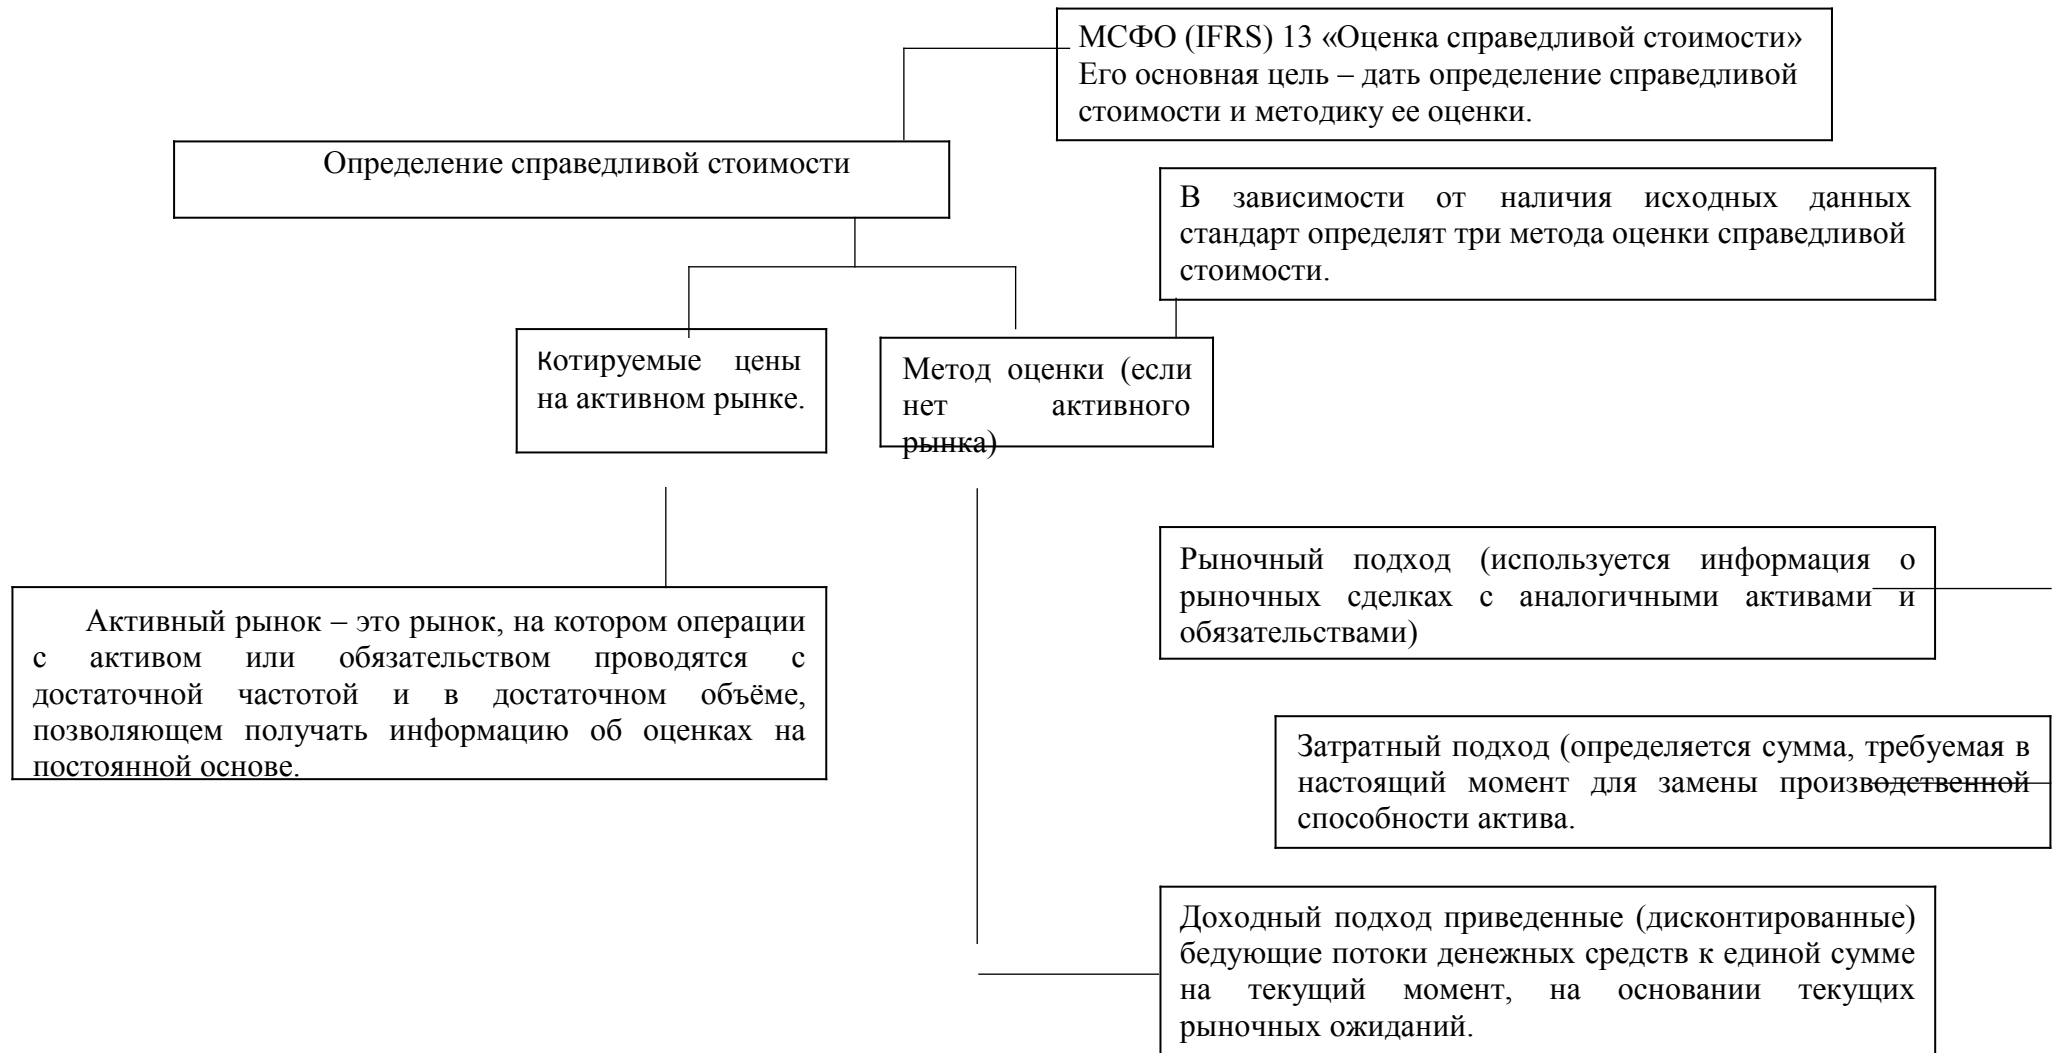 МСФО (IFRS) 13 «Оценка справедливой стоимости»
Его основная цель – дать определение справедливой
стоимости и методику ее оценки.
Определение справедливой стоимости
В зависимости от наличия исходных данных
стандарт определят три метода оценки справедливой
стоимости.
Котируемые цены
на активном рынке.
Метод оценки (если
нет активного
рынка)
Рыночный подход (используется информация о
рыночных сделках с аналогичными активами и
обязательствами)
Активный рынок – это рынок, на котором операции
с активом или обязательством проводятся с
достаточной частотой и в достаточном объёме,
позволяющем получать информацию об оценках на
постоянной основе.
Затратный подход (определяется сумма, требуемая в
настоящий момент для замены производственной
способности актива.
Доходный подход приведенные (дисконтированные)
бедующие потоки денежных средств к единой сумме
на текущий момент, на основании текущих
рыночных ожиданий.